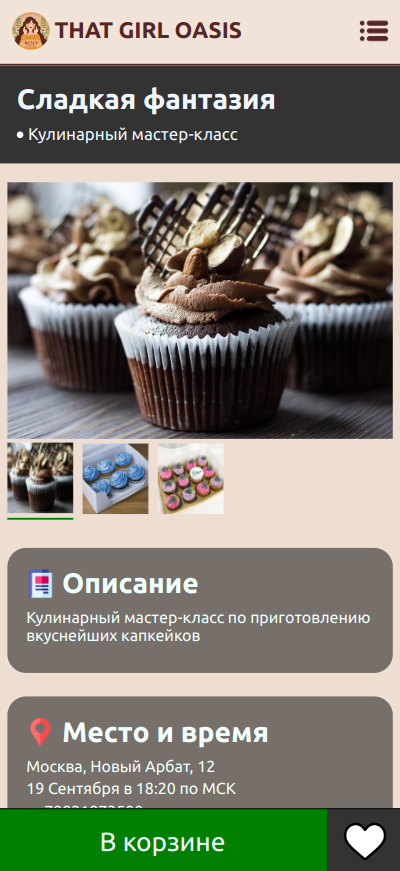 THAT GIRL OASIS
Сладкая фантазия
• Кулинарный мастер-класс
Описание
Кулинарный мастер-класс по приготовлению
вкуснейших капкейков
Место и время
Москва, Новый Арбат, 12
19 Сентября в 18:20 по МСК
В корзине